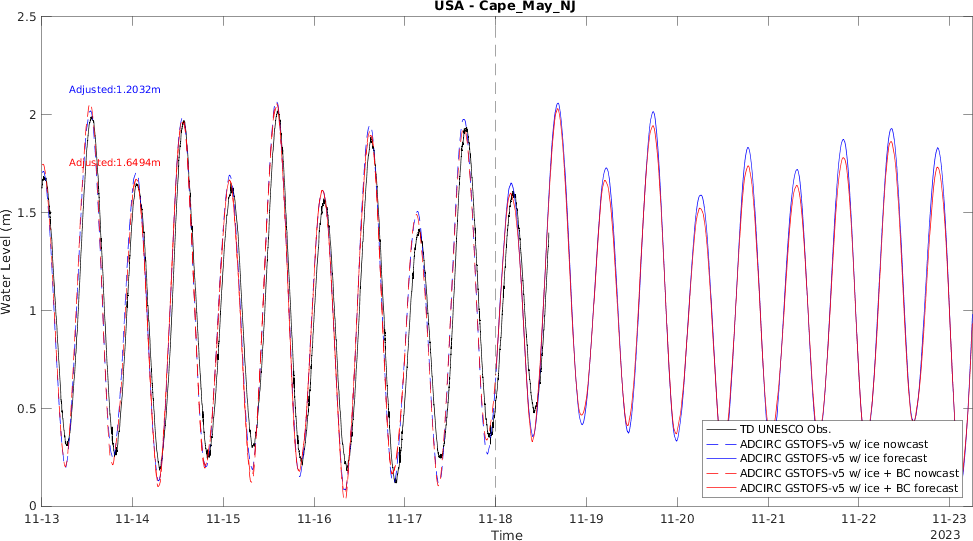 USA - Cape_May_NJ
2.5
Adjusted:1.2032m
2
Adjusted:1.6494m
1.5
Water Level (m)
1
0.5
TD UNESCO Obs.
ADCIRC GSTOFS-v5 w/ ice nowcast
ADCIRC GSTOFS-v5 w/ ice forecast
ADCIRC GSTOFS-v5 w/ ice + BC nowcast
ADCIRC GSTOFS-v5 w/ ice + BC forecast
0
11-13 11-14 11-15 11-16 11-17 11-18 11-19 11-20 11-21 11-22 11-23
Time
2023